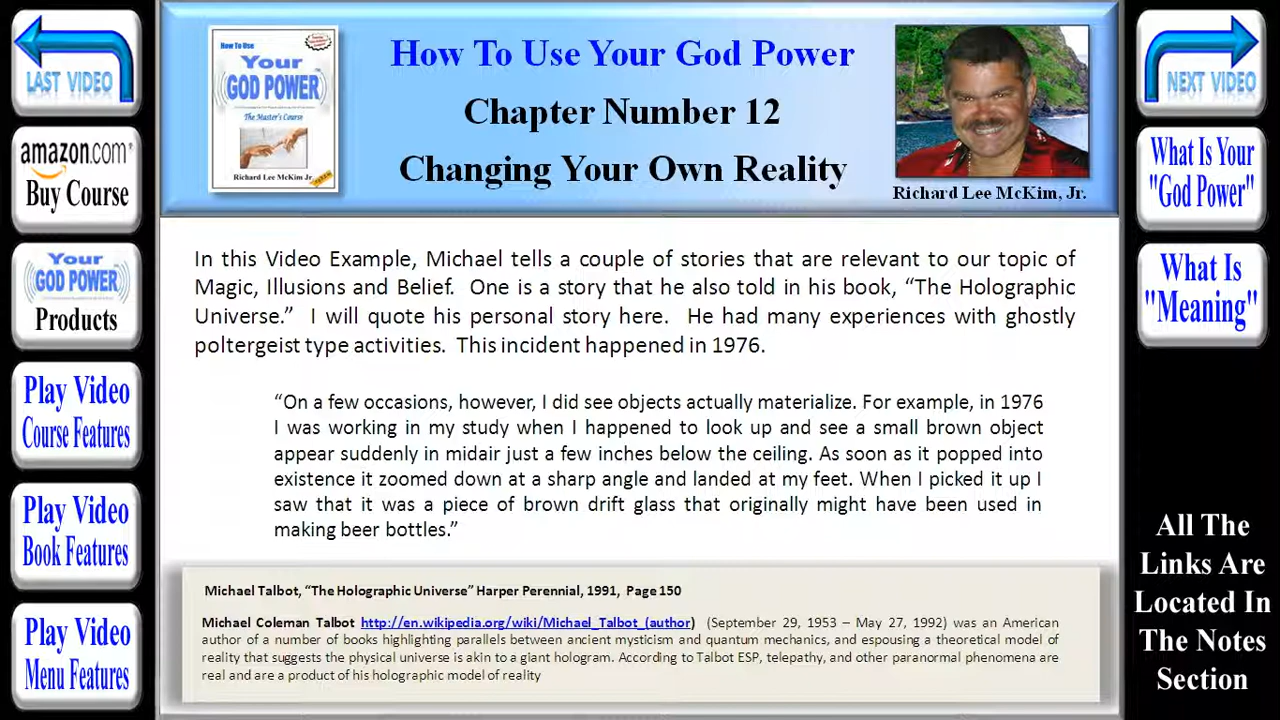 LAST VIDEO
amazon.com
Buy Course
Your
GOD POWER
Products
Play Video
Course Features
Play Video
Book Features
Play Video
Menu Features
How To Use
Your
GOD POWER
The Master's Course
Richard Lee McKim Jr.
How To Use Your God Power
Chapter Number 12
Changing Your Own Reality
Richard Lee McKim, Jr.
In this Video Example, Michael tells a couple of stories that are relevant to our topic of
Magic, Illusions and Belief. One is a story that he also told in his book, “The Holographic
Universe.” I will quote his personal story here. He had many experiences with ghostly
poltergeist type activities. This incident happened in 1976.
“On a few occasions, however, I did see objects actually materialize. For example, in 1976
I was working in my study when I happened to look up and see a small brown object
appear suddenly in midair just a few inches below the ceiling. As soon as it popped into
existence it zoomed down at a sharp angle and landed at my feet. When I picked it up I
saw that it was a piece of brown drift glass that originally might have been used in
making beer bottles.”
Michael Talbot, “The Holographic Universe” Harper Perennial, 1991, Page 150
Michael Coleman Talbot http://en.wikipedia.org/wiki/Michael_Talbot_(author) (September 29, 1953 – May 27, 1992) was an American
author of a number of books highlighting parallels between ancient mysticism and quantum mechanics, and espousing a theoretical model of
reality that suggests the physical universe is akin to a giant hologram. According to Talbot ESP, telepathy, and other paranormal phenomena are
real and are a product of his holographic model of reality
NEXT VIDEO
What Is Your
"God Power"
What Is
"Meaning"
All The
Links Are
Located In
The Notes
Section